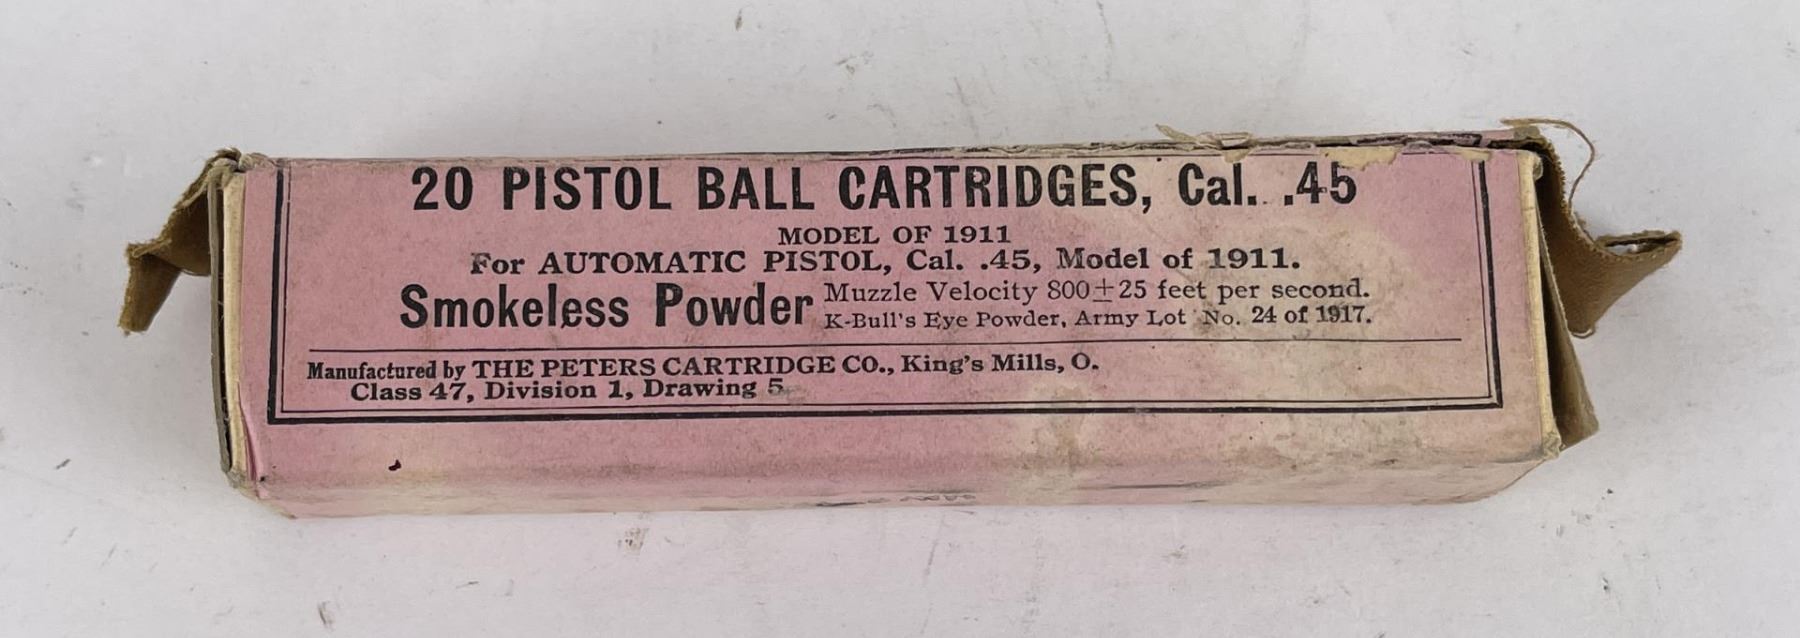 20 PISTOL BALL CARTRIDGES, Cal. .45
MODEL OF 1911
For AUTOMATIC PISTOL, Cal. .45, Model of 1911.
Smokeless Powder Muzzle Velocity 800±25 feet per second.
K-Bull's Eye Powder, Army Lot No. 24 of 1917.
Manufactured by THE PETERS CARTRIDGE CO., King's Mills, O.
Class 47, Division 1, Drawing 5